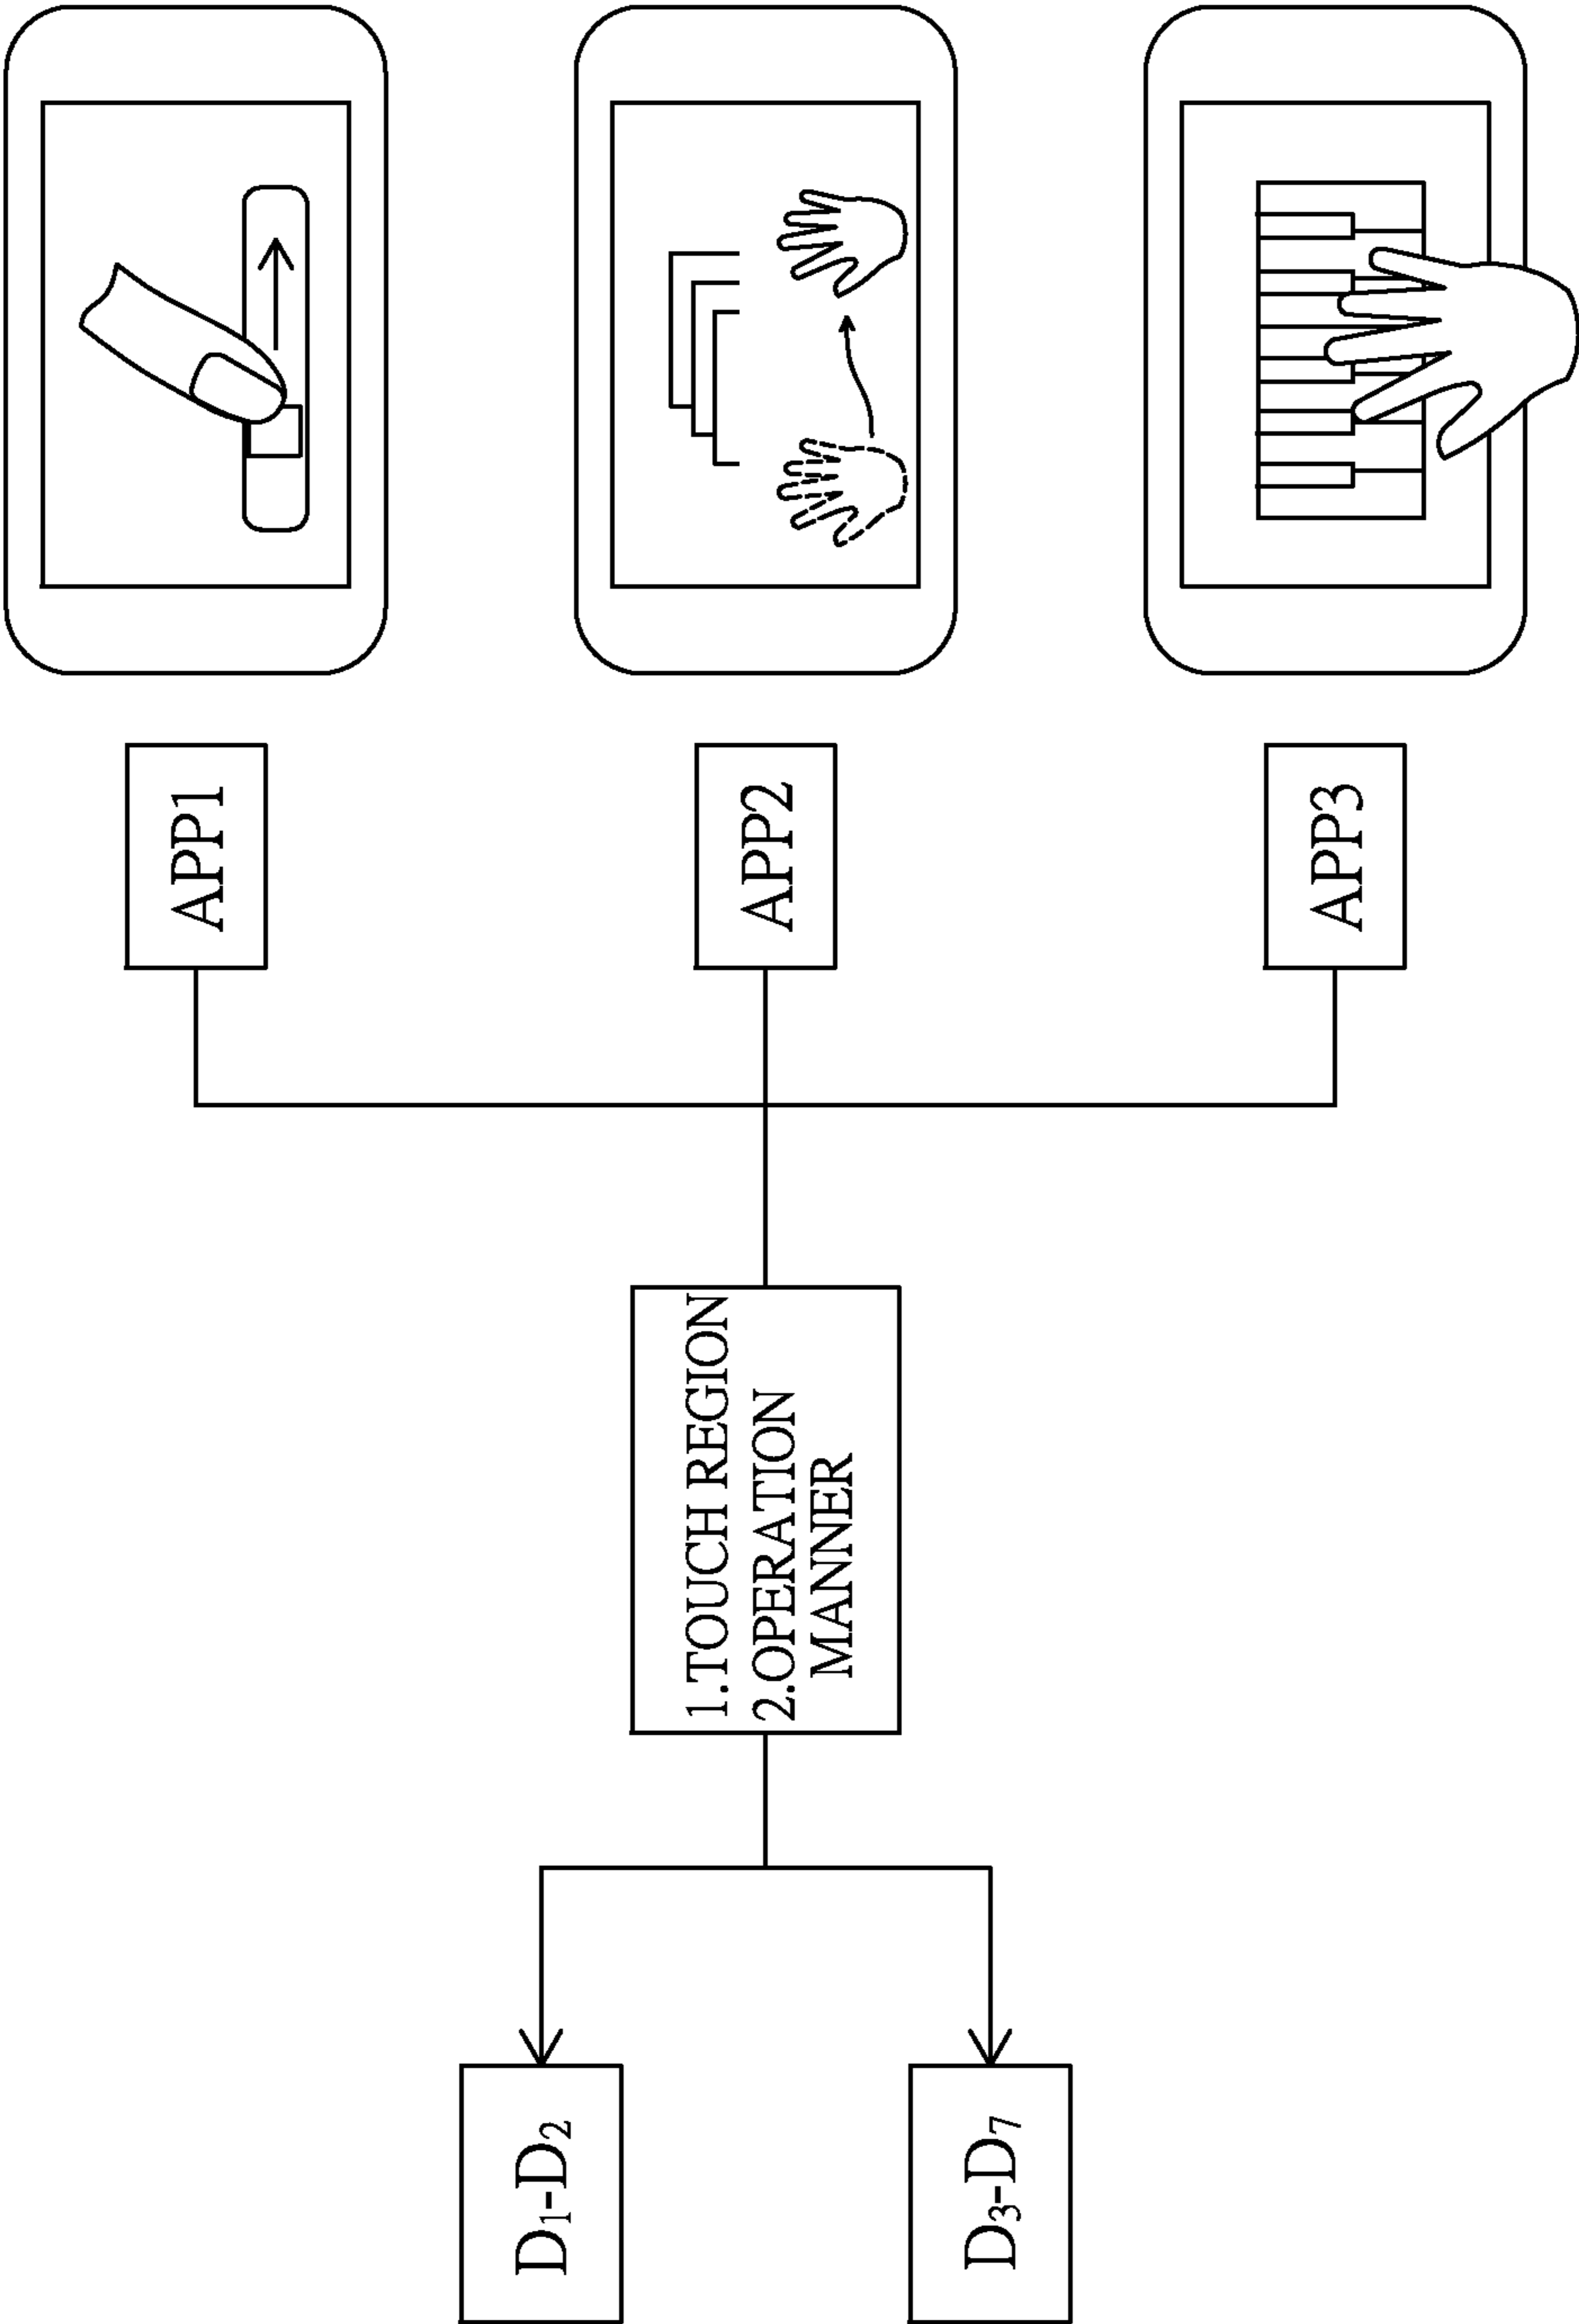 D1-D2
D3-D7
1.TOUCH REGION
2.OPERATION
MANNER
APP1
APP2
APP3